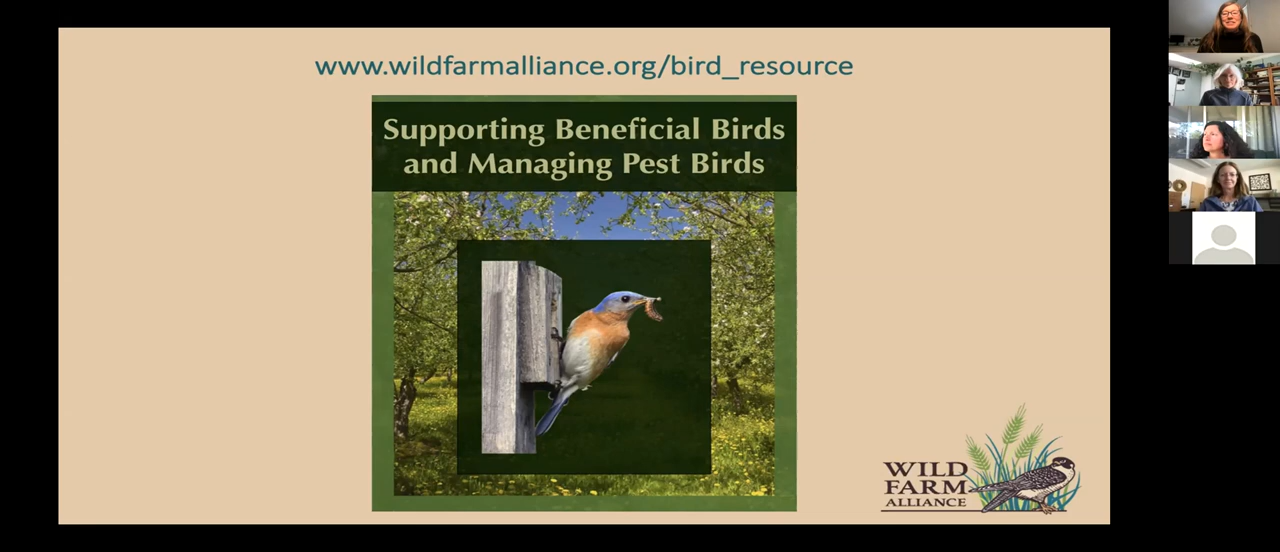 www.wildfarmalliance.org/bird_resource
Supporting Beneficial Birds
and Managing Pest Birds
WILD
FARM
ALLIANCE